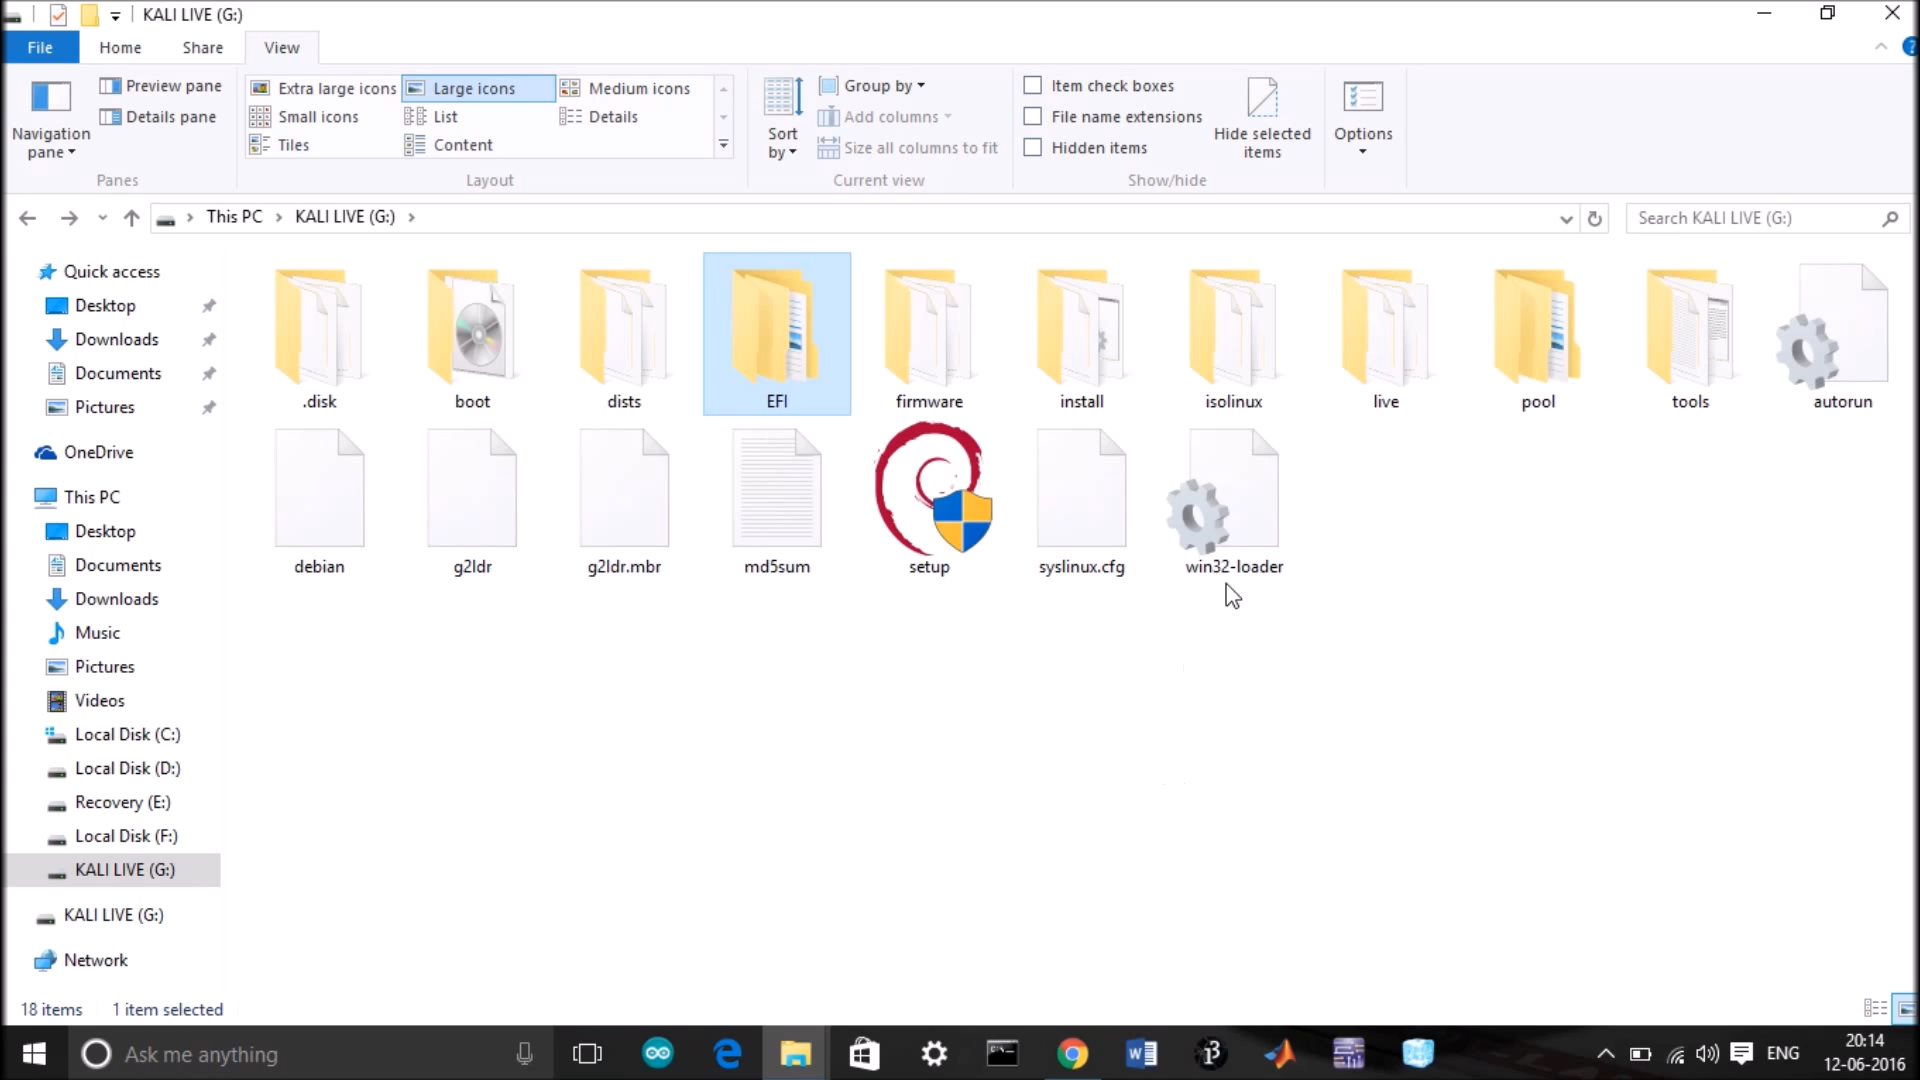 KALI LIVE (G:)
File Home Share View
Navigation pane
Preview pane
Details pane
Panes
Extra large icons Large icons Medium icons
Small icons List Details
Tiles Content
Layout
Sort by
Group by
Add columns
Size all columns to fit
Current view
Item check boxes
File name extensions
Hidden items
Hide selected items
Show/hide
Options
This PC KALI LIVE (G:)
Search KALI LIVE (G:)
Quick access
Desktop
Downloads
Documents
Pictures
OneDrive
This PC
Desktop
Documents
Downloads
Music
Pictures
Videos
Local Disk (C:)
Local Disk (D:)
Recovery (E:)
Local Disk (F:)
KALI LIVE (G:)
KALI LIVE (G:)
Network
.disk boot dists EFI firmware install isolinux live pool tools autorun
debian g2ldr g2ldr.mbr md5sum setup syslinux.cfg win32-loader
18 items 1 item selected
Ask me anything
ENG
20:14
12-06-2016